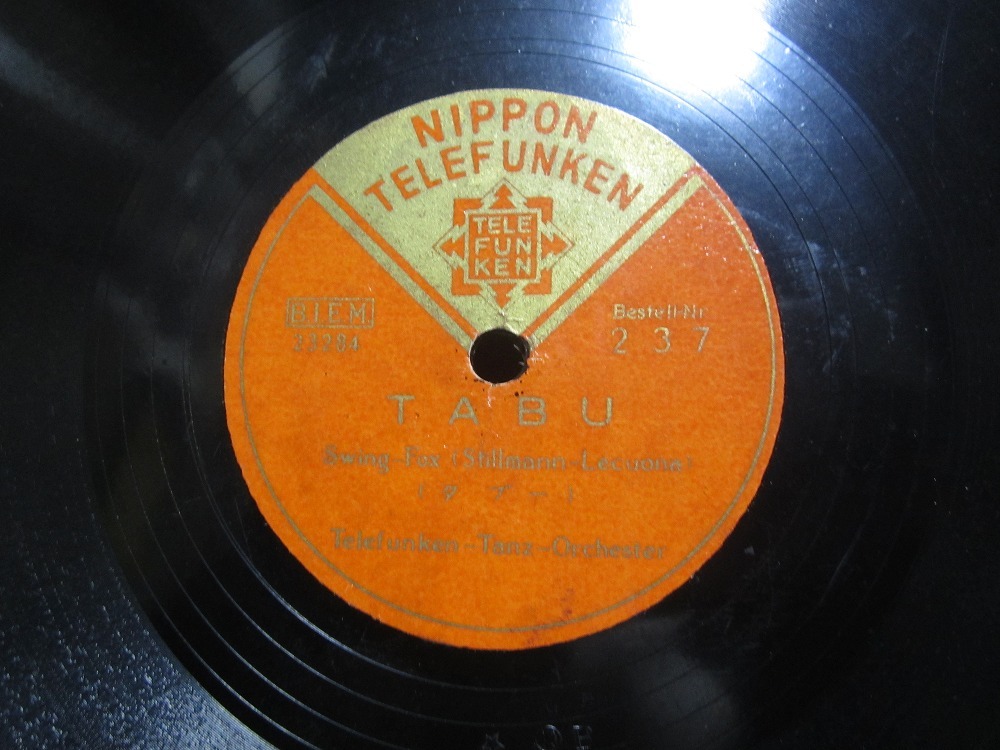 NIPPON
TELEFUNKEN
TELE
FUN
KEN
BIEM
23284
Bestell-Nr
237
TABU
Swing-Fox (Stillmann-Lecuona)
(タブー)
Telefunken-Tanz-Orchester